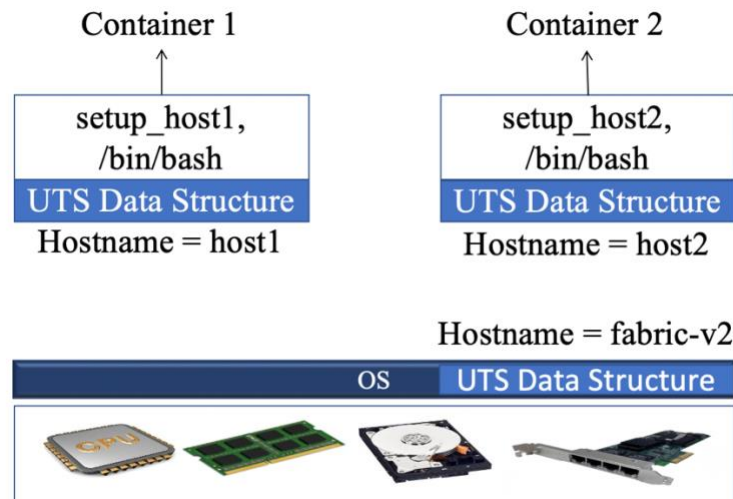 Container 1
Container 2
setup_host1,
/bin/bash
setup_host2,
/bin/bash
UTS Data Structure
UTS Data Structure
Hostname = host1
Hostname = host2
Hostname = fabric-v2
OS
UTS Data Structure
CPU